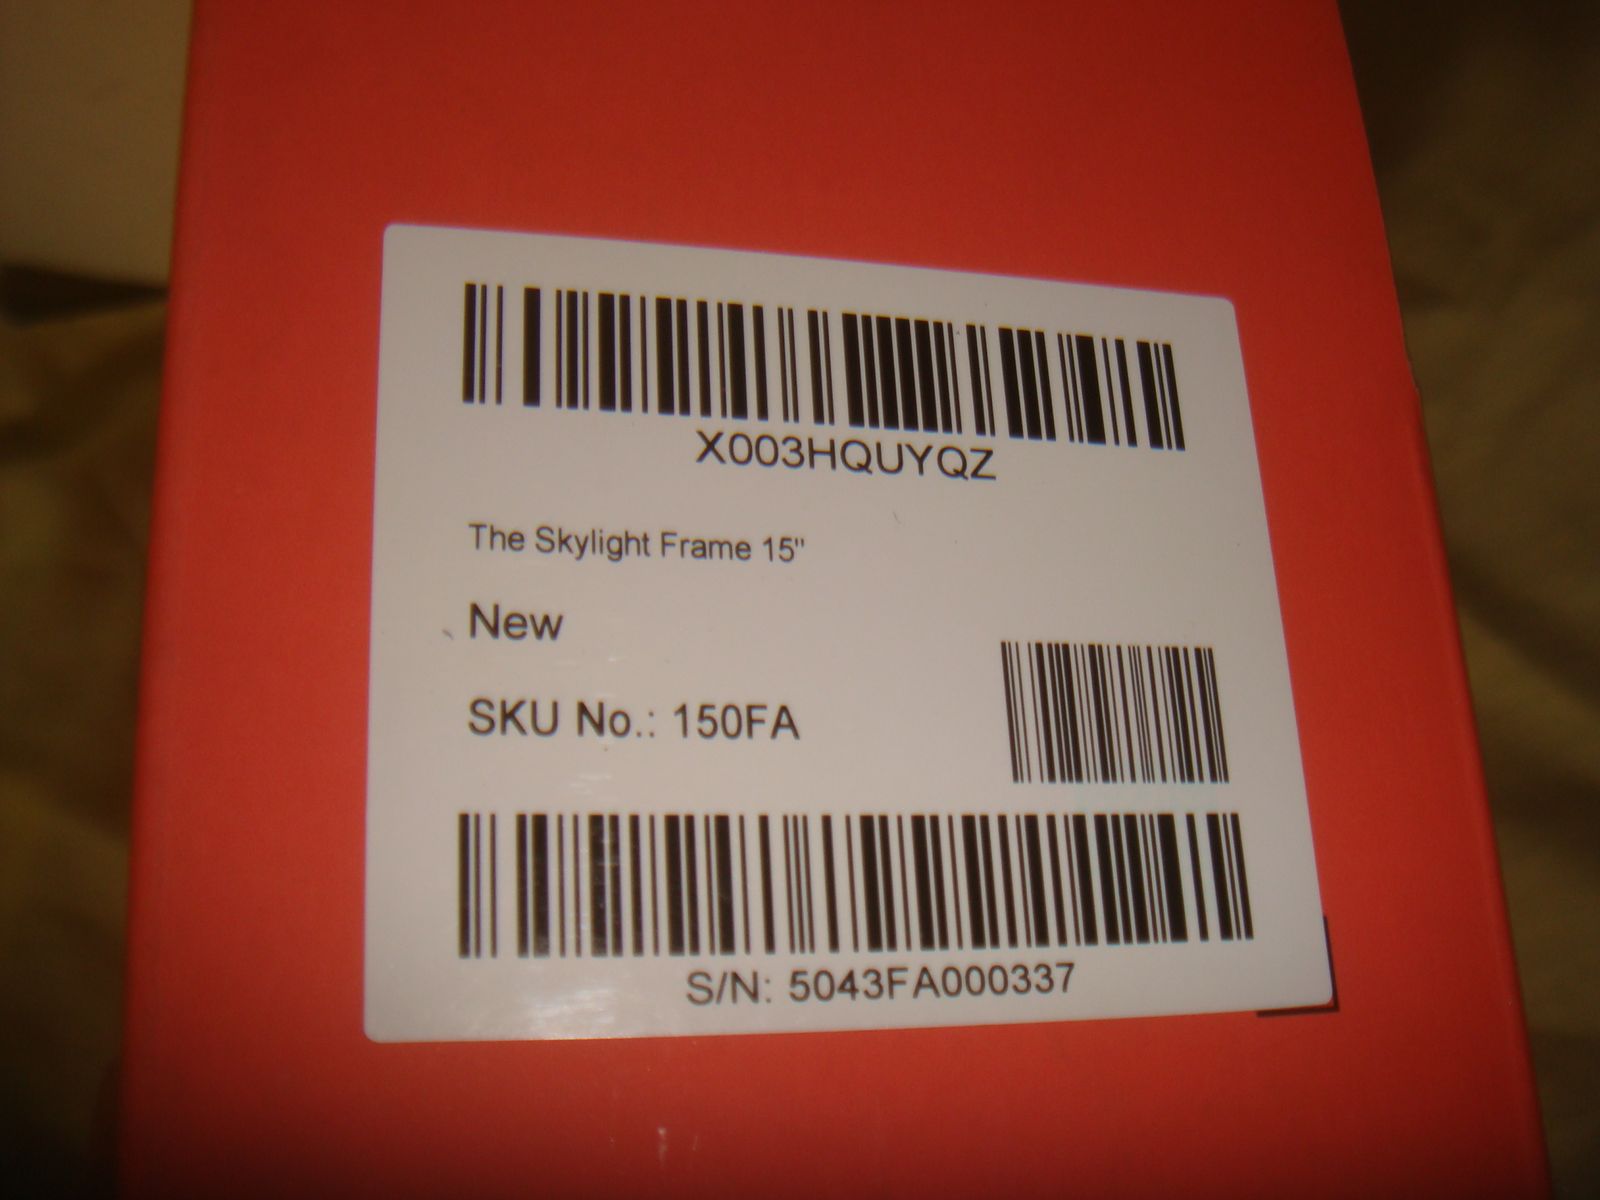 X003HQUYQZ
The Skylight Frame 15"
New
SKU No.: 150FA
S/N: 5043FA000337